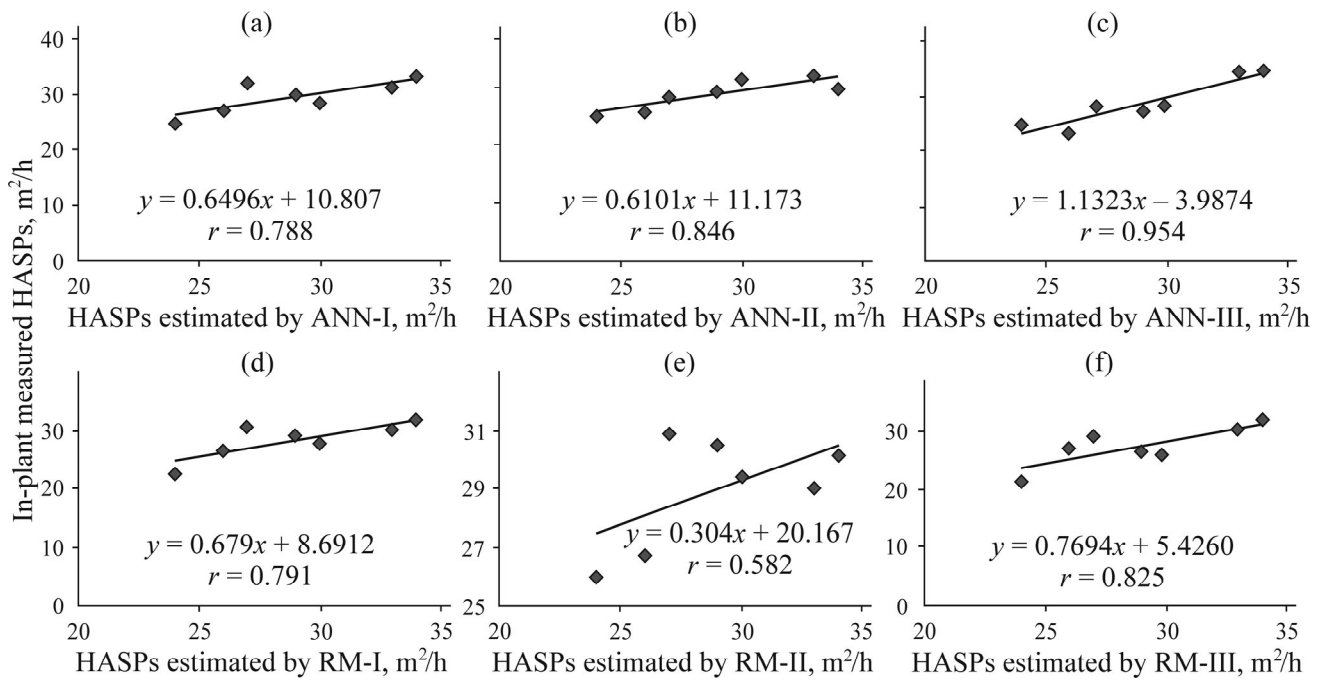 In-plant measured HASPs, m²/h
(a)
40
30
20
10
0
y = 0.6496x + 10.807
r = 0.788
20 25 30 35
HASPs estimated by ANN-I, m²/h
(b)
y = 0.6101x + 11.173
r = 0.846
20 25 30 35
HASPs estimated by ANN-II, m²/h
(c)
y = 1.1323x – 3.9874
r = 0.954
20 25 30 35
HASPs estimated by ANN-III, m²/h
(d)
30
20
10
0
y = 0.679x + 8.6912
r = 0.791
20 25 30 35
HASPs estimated by RM-I, m²/h
(e)
31
29
27
25
y = 0.304x + 20.167
r = 0.582
20 25 30 35
HASPs estimated by RM-II, m²/h
(f)
30
20
10
0
y = 0.7694x + 5.4260
r = 0.825
20 25 30 35
HASPs estimated by RM-III, m²/h